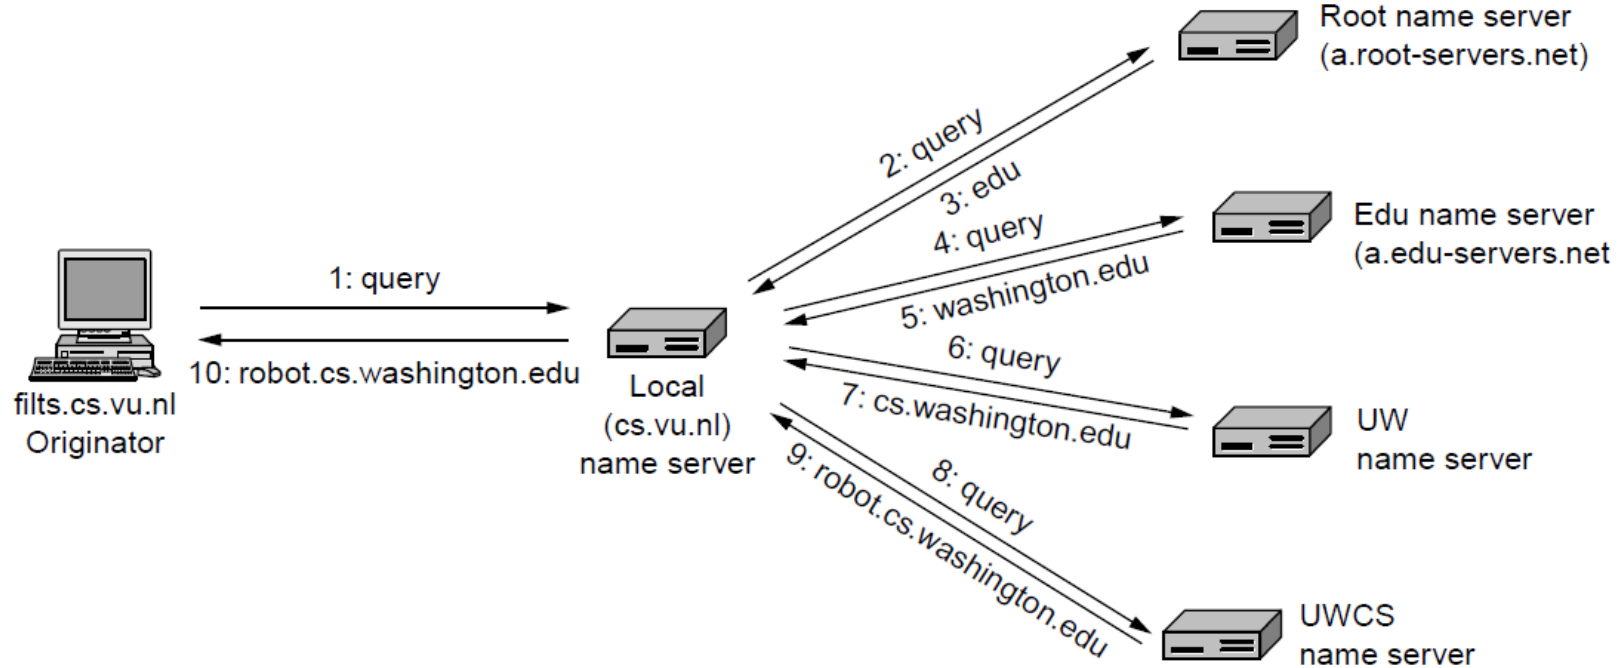 Root name server
(a.root-servers.net)
2: query
3: edu
4: query
Edu name server
(a.edu-servers.net
5: washington.edu
1: query
6: query
10: robot.cs.washington.edu
7: cs.washington.edu
filts.cs.vu.nl
Originator
Local
(cs.vu.nl)
name server
UW
name server
8: query
9: robot.cs.washington.edu
UWCS
name server